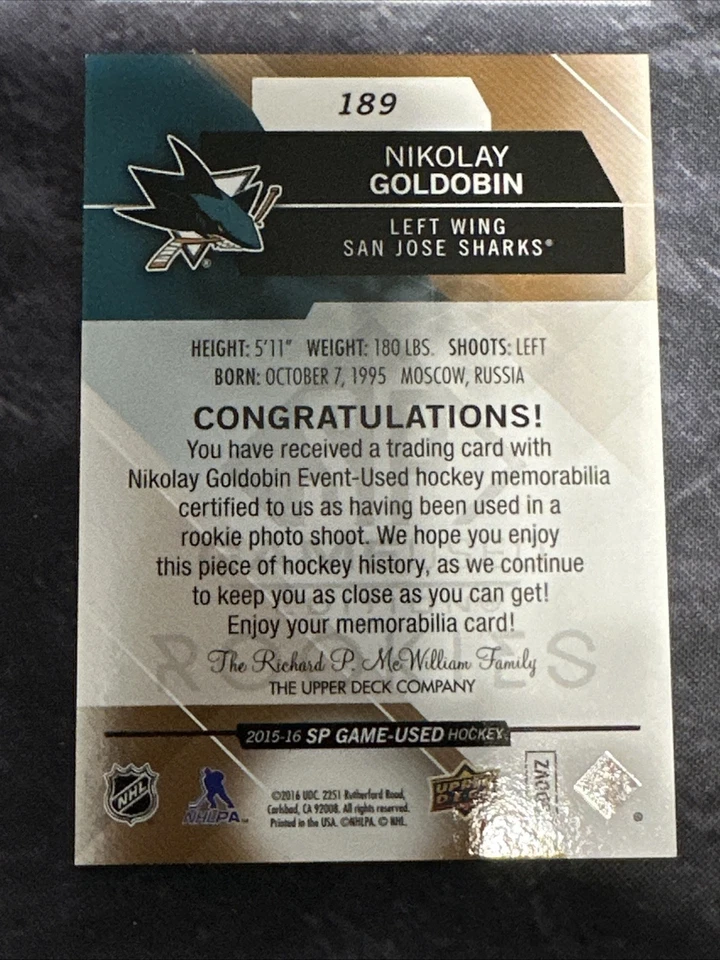 189
NIKOLAY
GOLDOBIN
LEFT WING
SAN JOSE SHARKS®
HEIGHT: 5'11" WEIGHT: 180 LBS. SHOOTS: LEFT
BORN: OCTOBER 7, 1995 MOSCOW, RUSSIA
CONGRATULATIONS!
You have received a trading card with
Nikolay Goldobin Event-Used hockey memorabilia
certified to us as having been used in a
rookie photo shoot. We hope you enjoy
this piece of hockey history, as we continue
to keep you as close as you can get!
Enjoy your memorabilia card!
ROOKIES
The Richard P. McWilliam Family
THE UPPER DECK COMPANY
2015-16 SP GAME-USED HOCKEY
NHL
NHLPA
©2016 UDC. 2251 Rutherford Road,
Carlsbad, CA 92008. All rights reserved.
Printed in the USA. ©NHLPA. © NHL.
UPPER
DECK